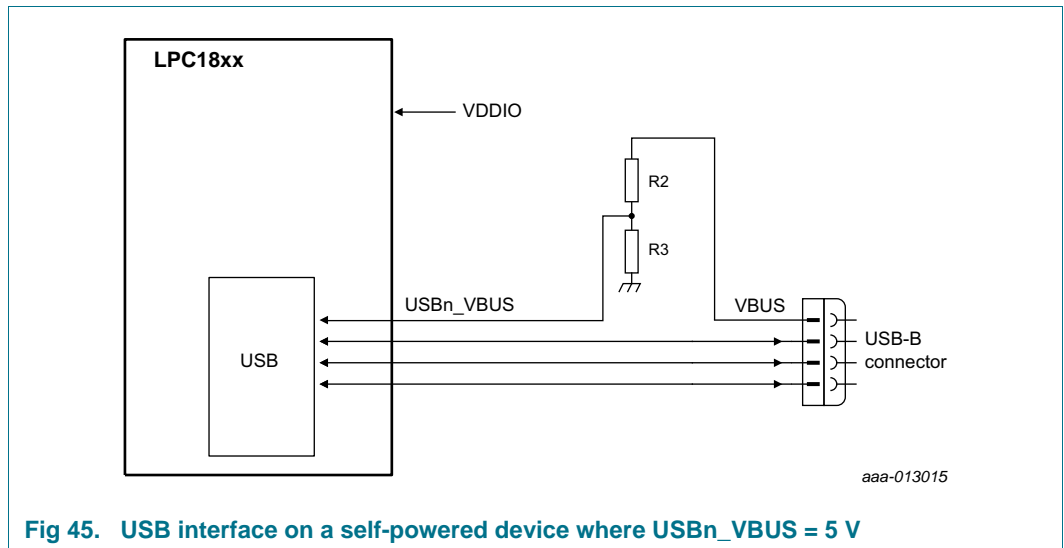 LPC18xx
VDDIO
R2
R3
USBn_VBUS
VBUS
USB
USB-B
connector
aaa-013015
Fig 45. USB interface on a self-powered device where USBn_VBUS = 5 V